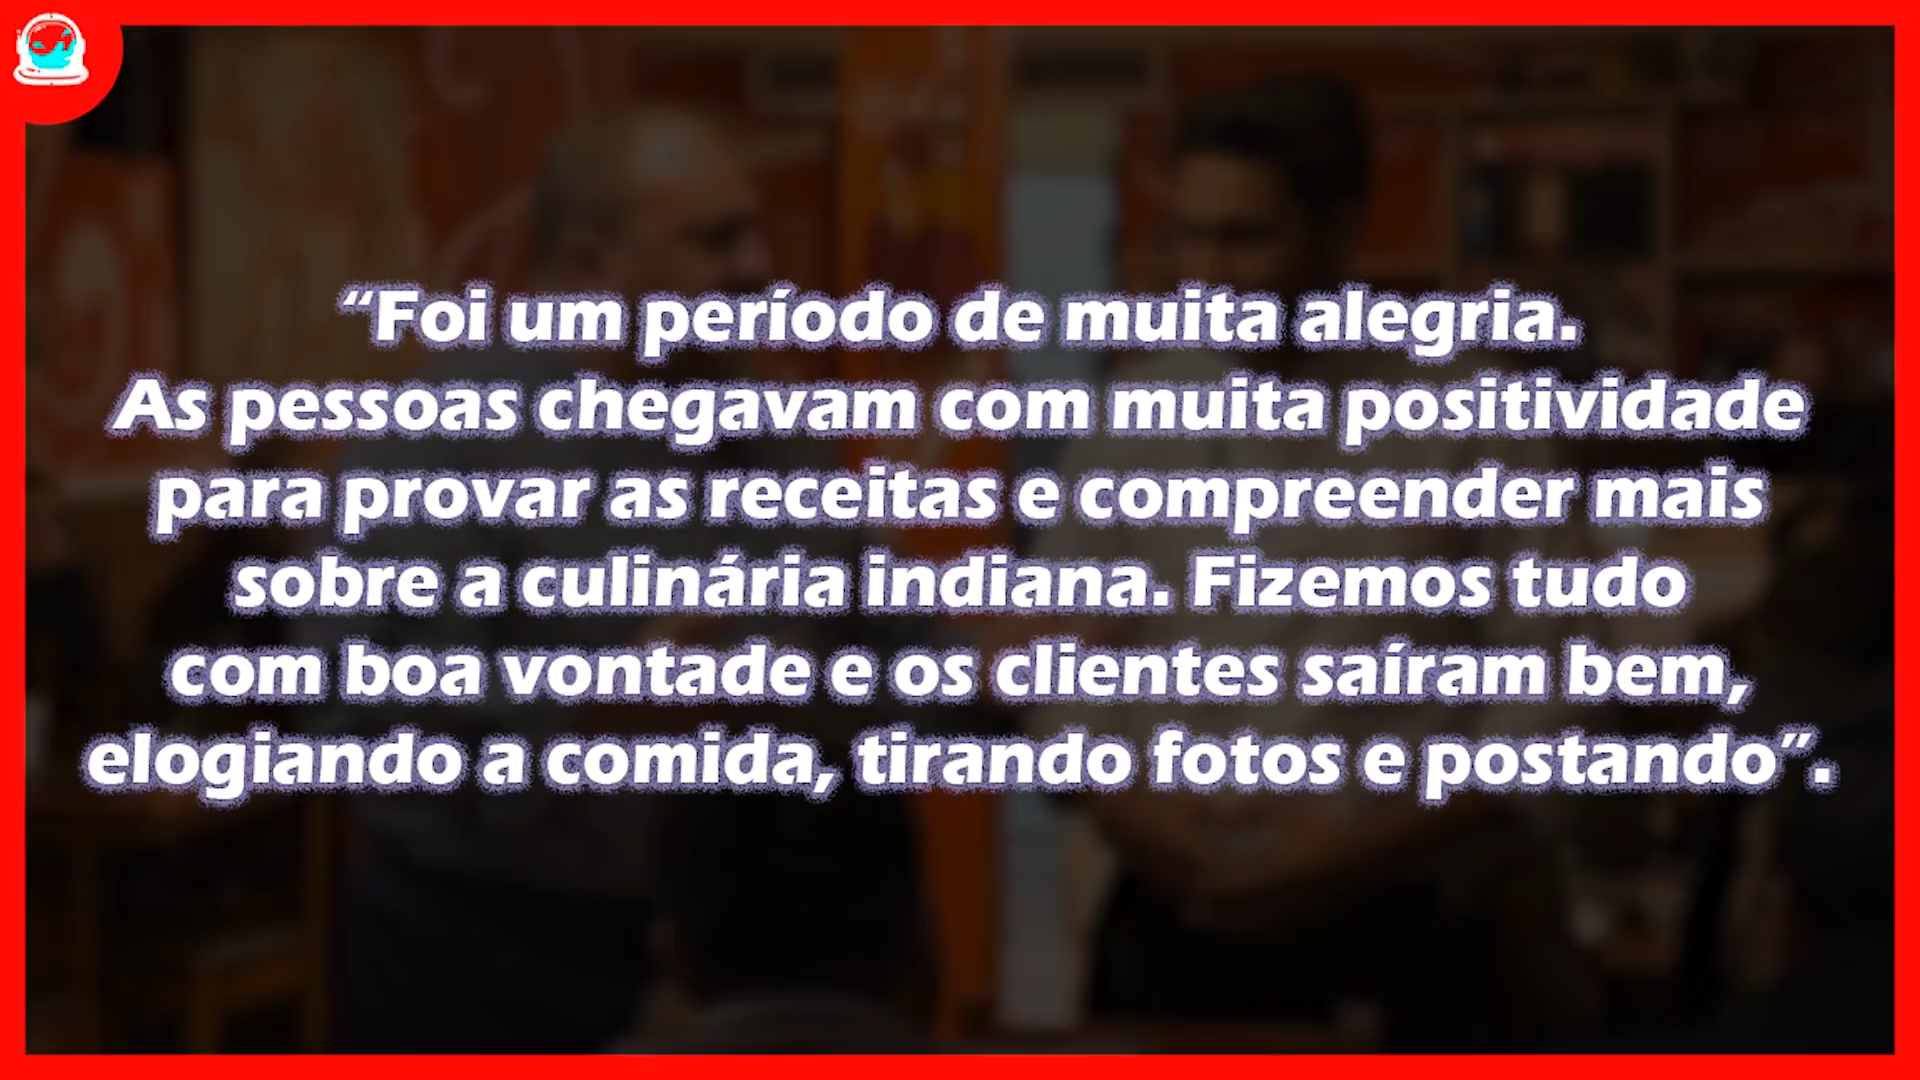 “Foi um período de muita alegria.
As pessoas chegavam com muita positividade
para provar as receitas e compreender mais
sobre a culinária indiana. Fizemos tudo
com boa vontade e os clientes saíram bem,
elogiando a comida, tirando fotos e postando”.